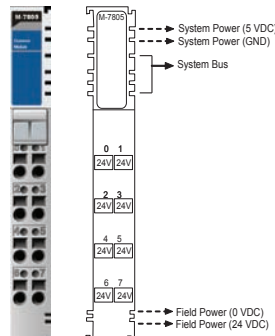 M-7805
M-7805
System Power (5 VDC)
System Power (GND)
System Bus
0 1
24V 24V
2 3
24V 24V
4 5
24V 24V
6 7
24V 24V
Field Power (0 VDC)
Field Power (24 VDC)